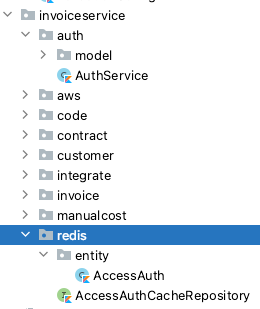 invoiceservice
auth
model
AuthService
aws
code
contract
customer
integrate
invoice
manualcost
redis
entity
AccessAuth
AccessAuthCacheRepository